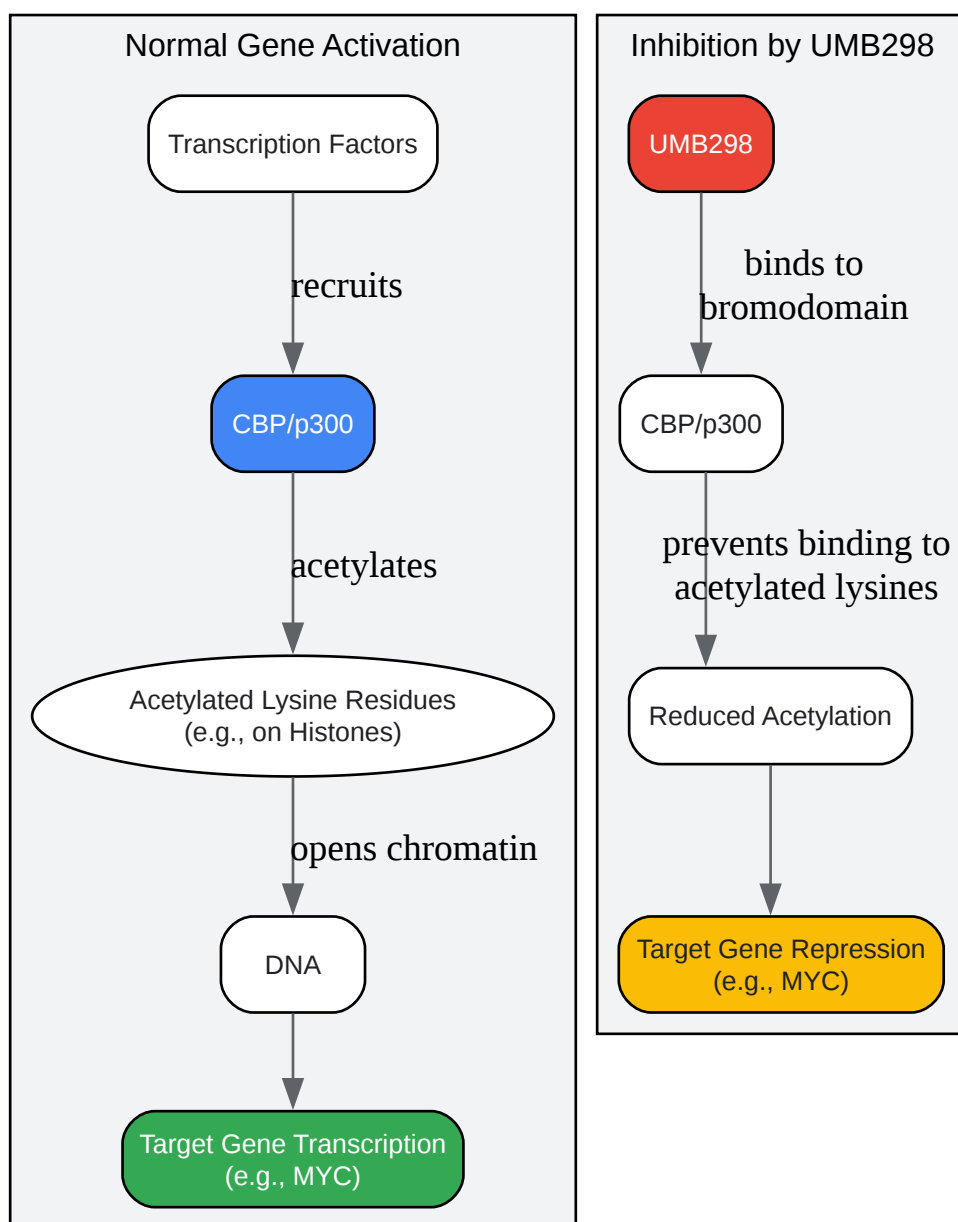 Normal Gene Activation
Transcription Factors
recruits
CBP/p300
acetylates
Acetylated Lysine Residues
(e.g., on Histones)
opens chromatin
DNA
Target Gene Transcription
(e.g., MYC)
Inhibition by UMB298
UMB298
binds to
bromodomain
CBP/p300
prevents binding to
acetylated lysines
Reduced Acetylation
Target Gene Repression
(e.g., MYC)